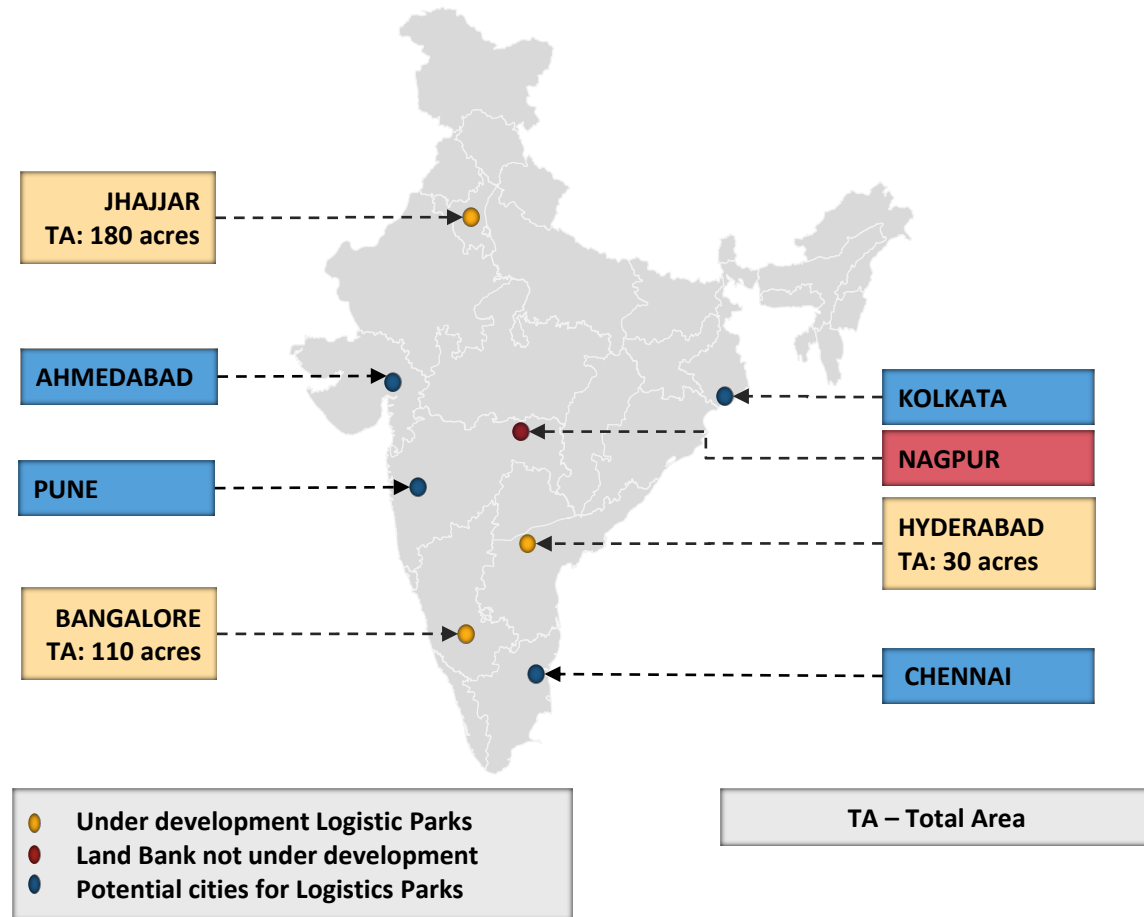 JHAJJAR
TA: 180 acres
AHMEDABAD
PUNE
BANGALORE
TA: 110 acres
KOLKATA
NAGPUR
HYDERABAD
TA: 30 acres
CHENNAI
Under development Logistic Parks
Land Bank not under development
Potential cities for Logistics Parks
TA – Total Area